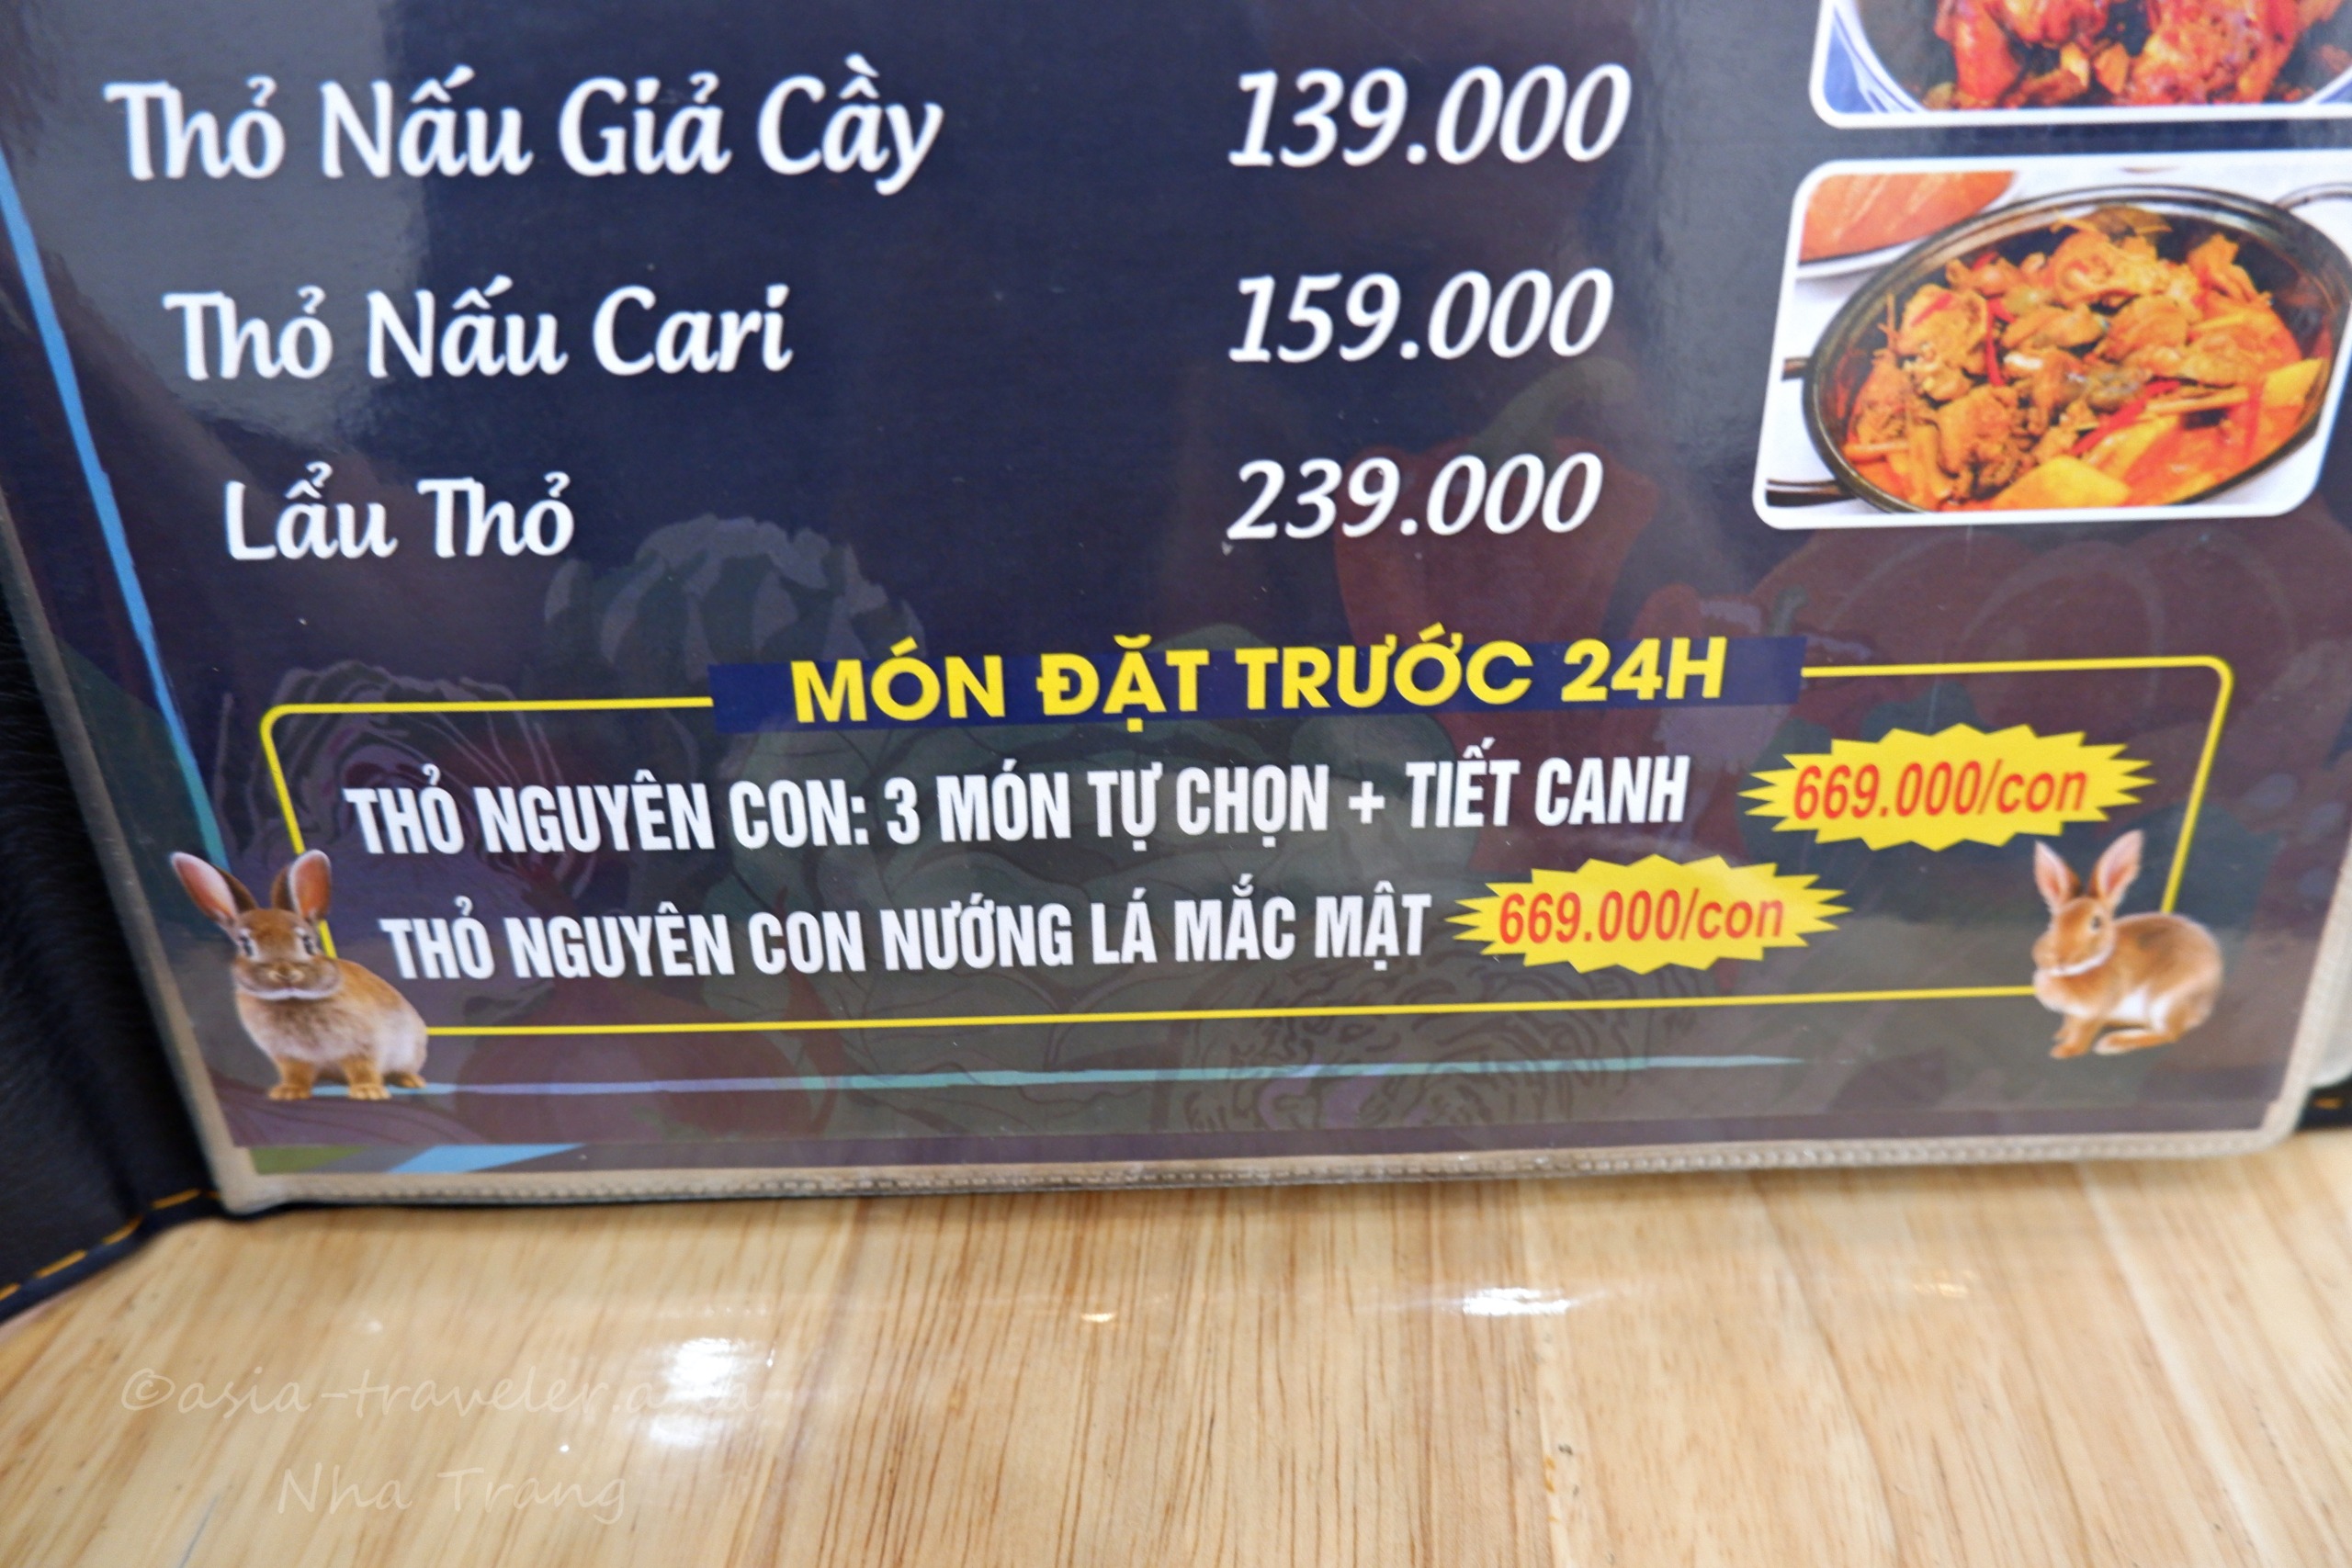 Thỏ Nấu Giả Cầy 139.000
Thỏ Nấu Cari 159.000
Lẩu Thỏ 239.000
MÓN ĐẶT TRƯỚC 24H
THỎ NGUYÊN CON: 3 MÓN TỰ CHỌN + TIẾT CANH 669.000/con
THỎ NGUYÊN CON NƯỚNG LÁ MẮC MẬT 669.000/con
Nha Trang